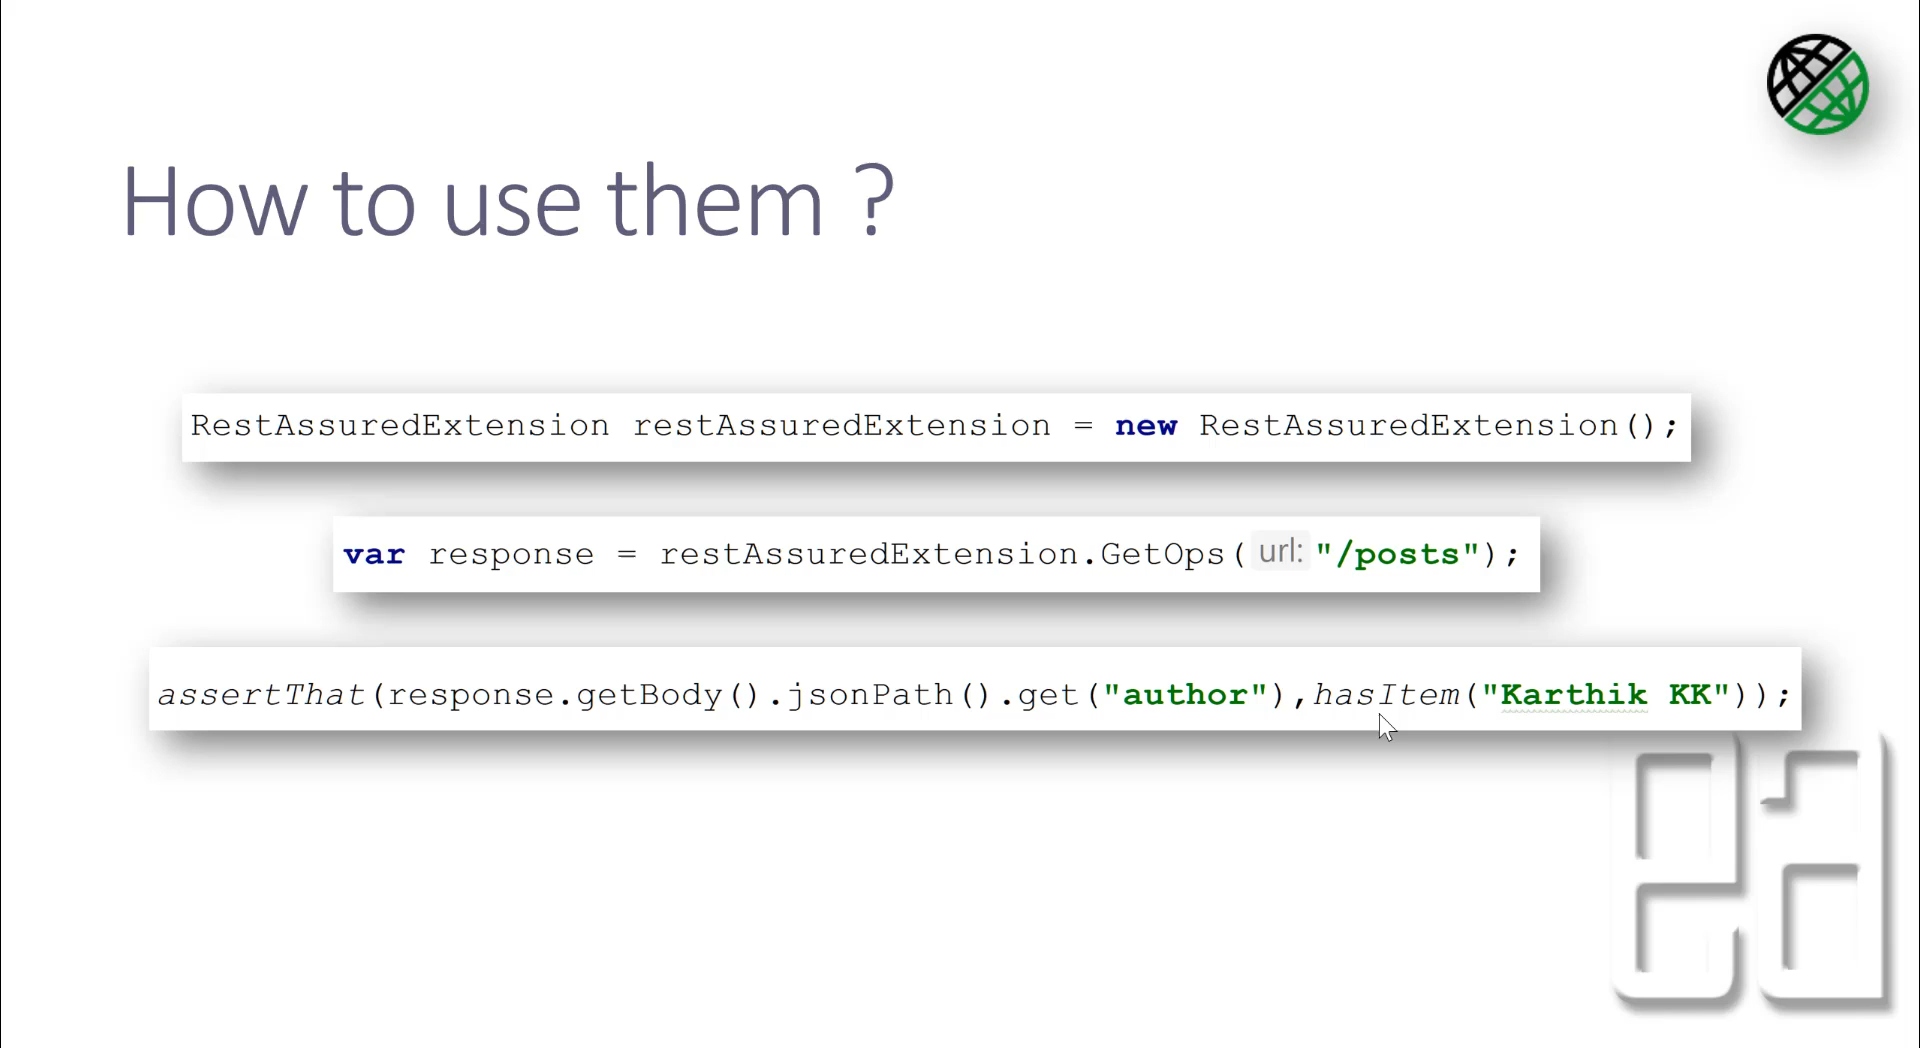 How to use them ?
RestAssuredExtension restAssuredExtension = new RestAssuredExtension();
var response = restAssuredExtension.GetOps( url: "/posts");
assertThat(response.getBody().jsonPath().get("author"),hasItem("Karthik KK"));
ea